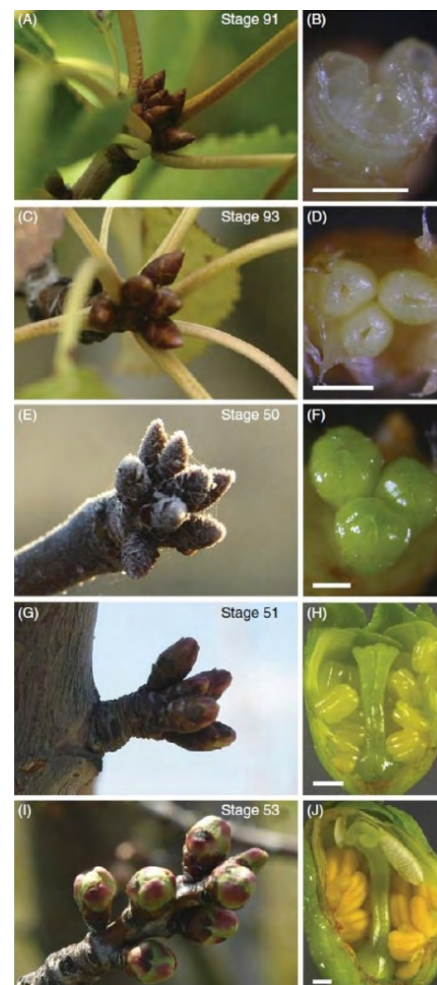 (A) Stage 91 (B)
(C) Stage 93 (D)
(E) Stage 50 (F)
(G) Stage 51 (H)
(I) Stage 53 (J)